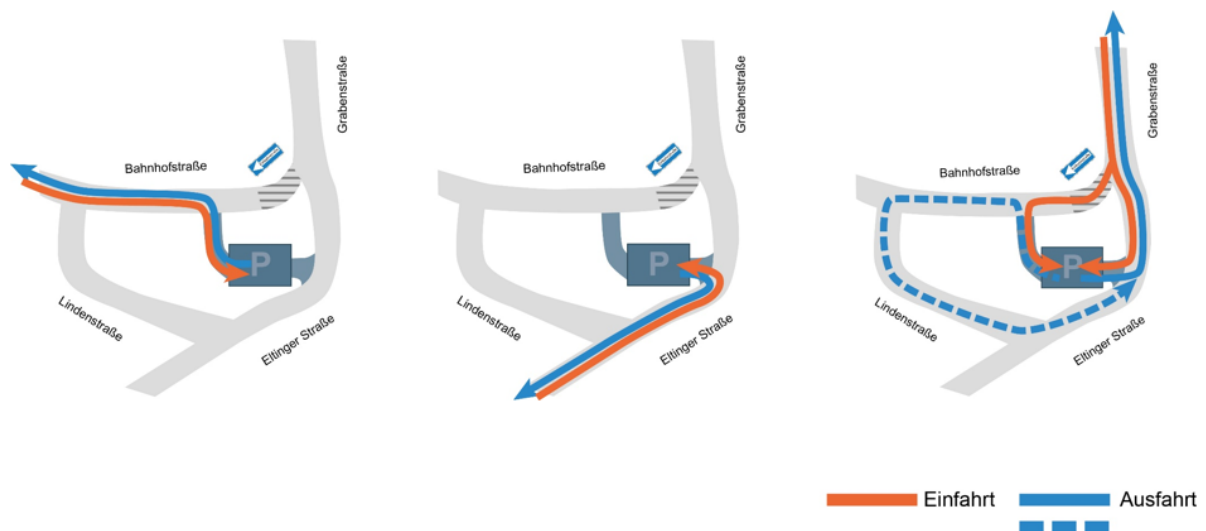 Grabenstraße
Bahnhofstraße
P
Lindenstraße
Eltinger Straße
Grabenstraße
Bahnhofstraße
P
Lindenstraße
Eltinger Straße
Grabenstraße
Bahnhofstraße
P
Lindenstraße
Eltinger Straße
Einfahrt
Ausfahrt